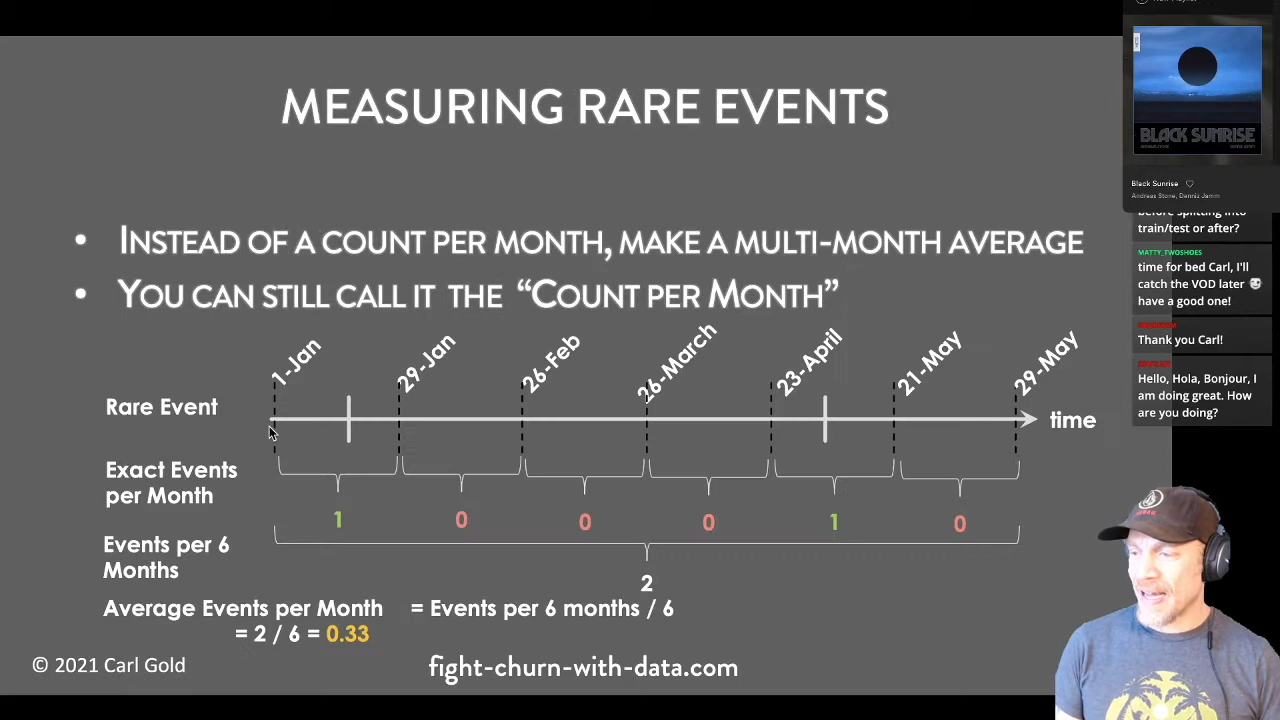 MEASURING RARE EVENTS
• INSTEAD OF A COUNT PER MONTH, MAKE A MULTI-MONTH AVERAGE
• YOU CAN STILL CALL IT THE “COUNT PER MONTH”
1-Jan
29-Jan
26-Feb
26-March
23-April
21-May
29-May
Rare Event
time
Exact Events
per Month
1
0
0
0
1
0
Events per 6
Months
2
Average Events per Month = Events per 6 months / 6
= 2 / 6 = 0.33
© 2021 Carl Gold
fight-churn-with-data.com
BLACK SUNRISE
Black Sunrise
Andreas Stone, Danniz Jamm
before splitting into
train/test or after?
MATTY_TWOSHOES
time for bed Carl, I'll
catch the VOD later
have a good one!
Thank you Carl!
Hello, Hola, Bonjour, I
am doing great. How
are you doing?